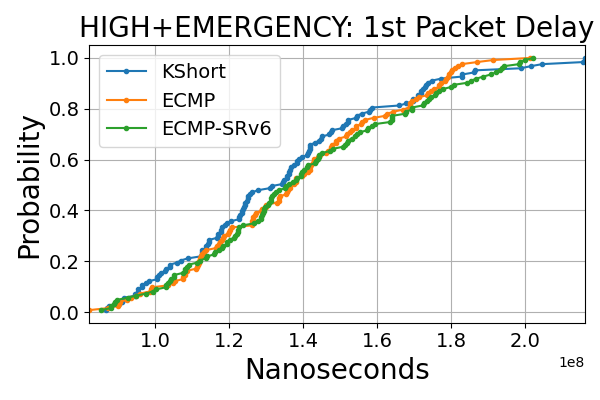 HIGH+EMERGENCY: 1st Packet Delay
KShort
ECMP
ECMP-SRv6
Probability
1.0
0.8
0.6
0.4
0.2
0.0
1.0 1.2 1.4 1.6 1.8 2.0
1e8
Nanoseconds